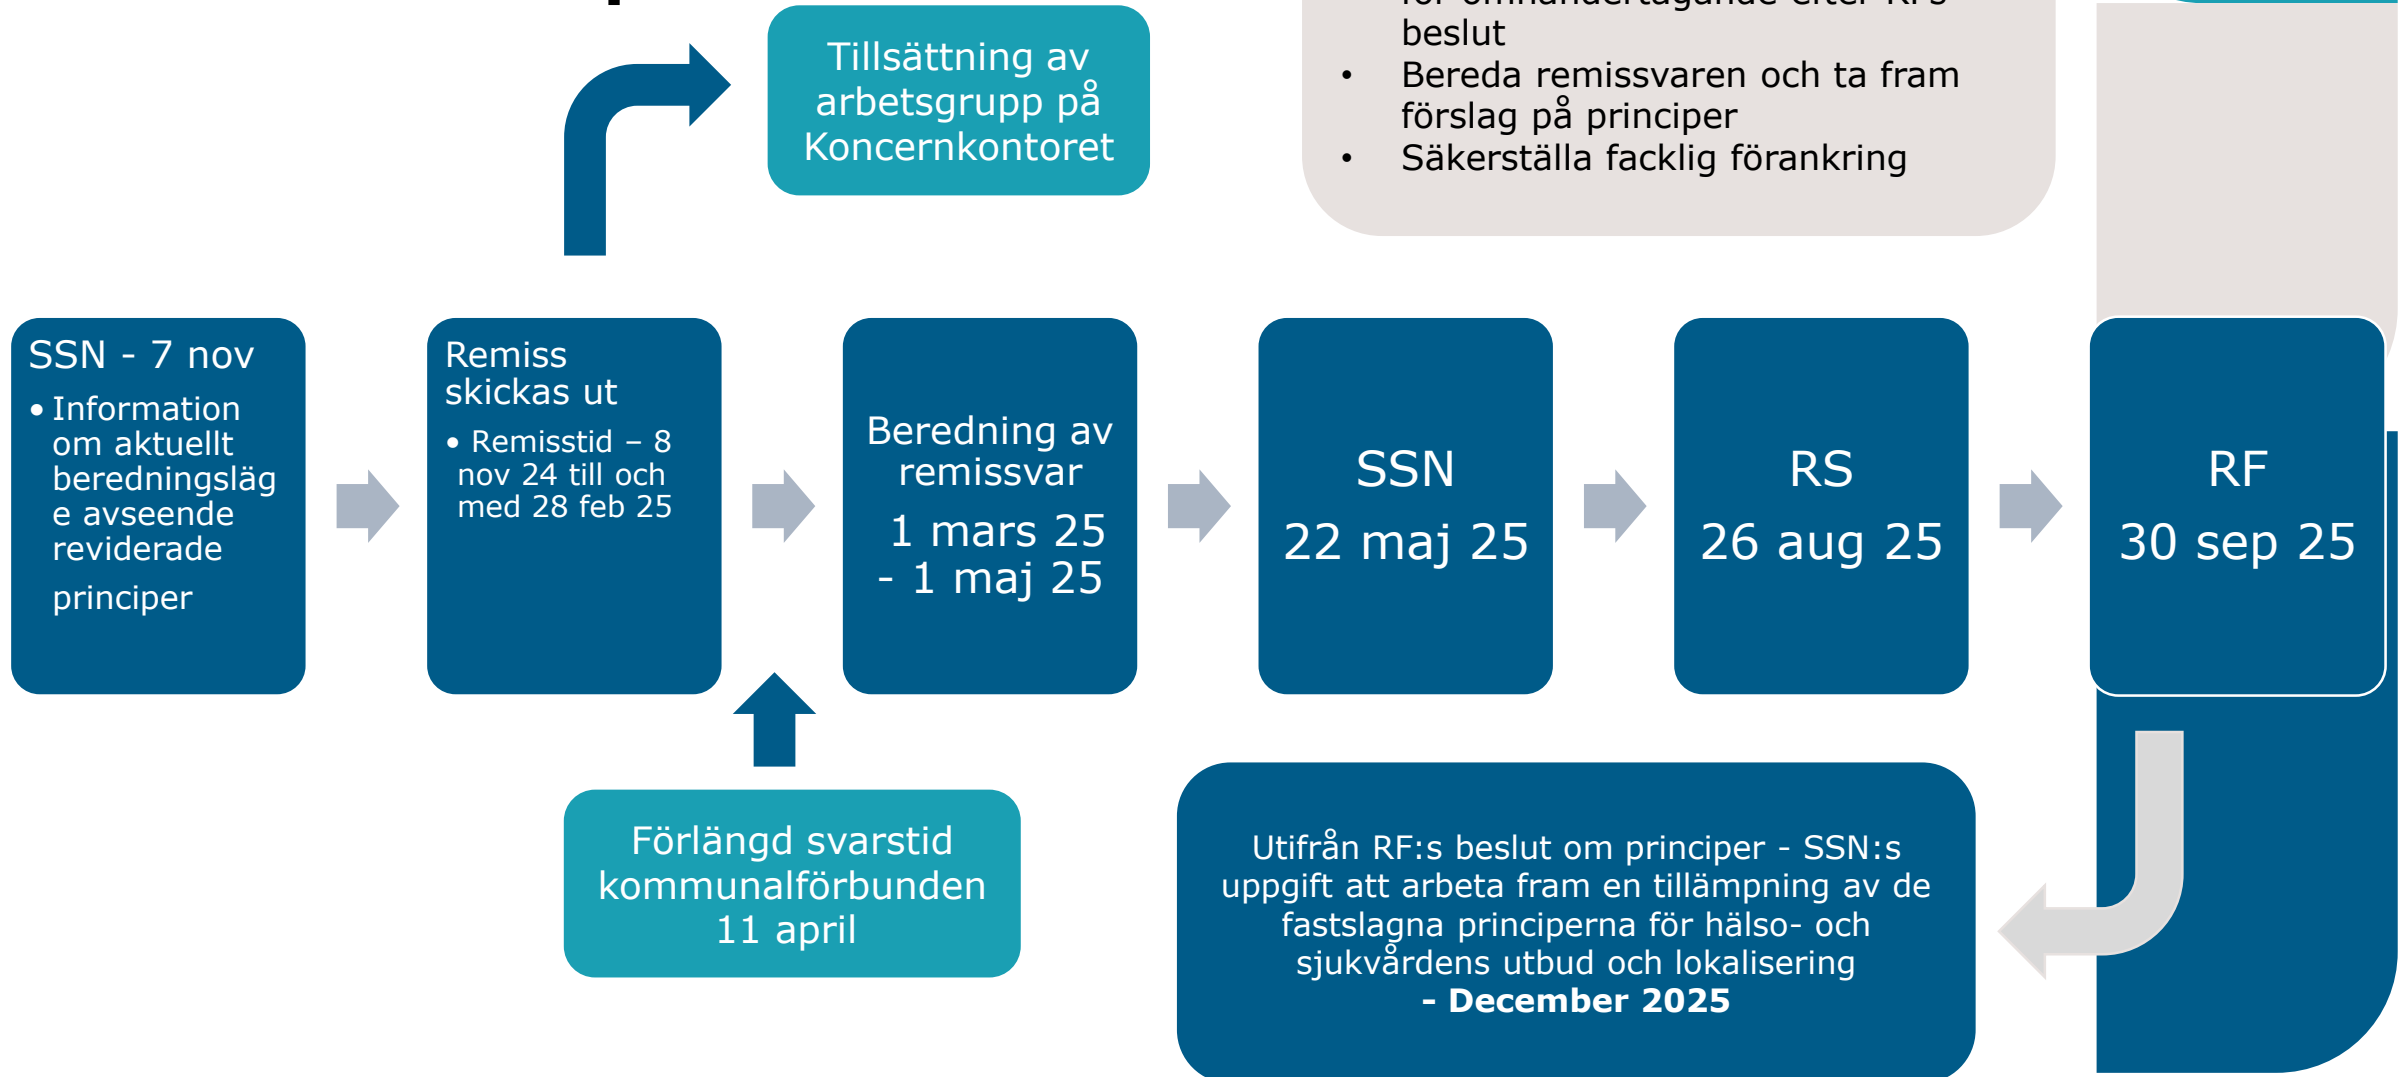 Tillsättning av
arbetsgrupp på
Koncernkontoret
beslut
• Bereda remissvaren och ta fram
förslag på principer
• Säkerställa facklig förankring
SSN - 7 nov
• Information
om aktuellt
beredningsläg
e avseende
reviderade
principer
Remiss
skickas ut
• Remisstid – 8
nov 24 till och
med 28 feb 25
Beredning av
remissvar
1 mars 25
- 1 maj 25
SSN
22 maj 25
RS
26 aug 25
RF
30 sep 25
Förlängd svarstid
kommunalförbunden
11 april
Utifrån RF:s beslut om principer - SSN:s
uppgift att arbeta fram en tillämpning av de
fastslagna principerna för hälso- och
sjukvårdens utbud och lokalisering
- December 2025